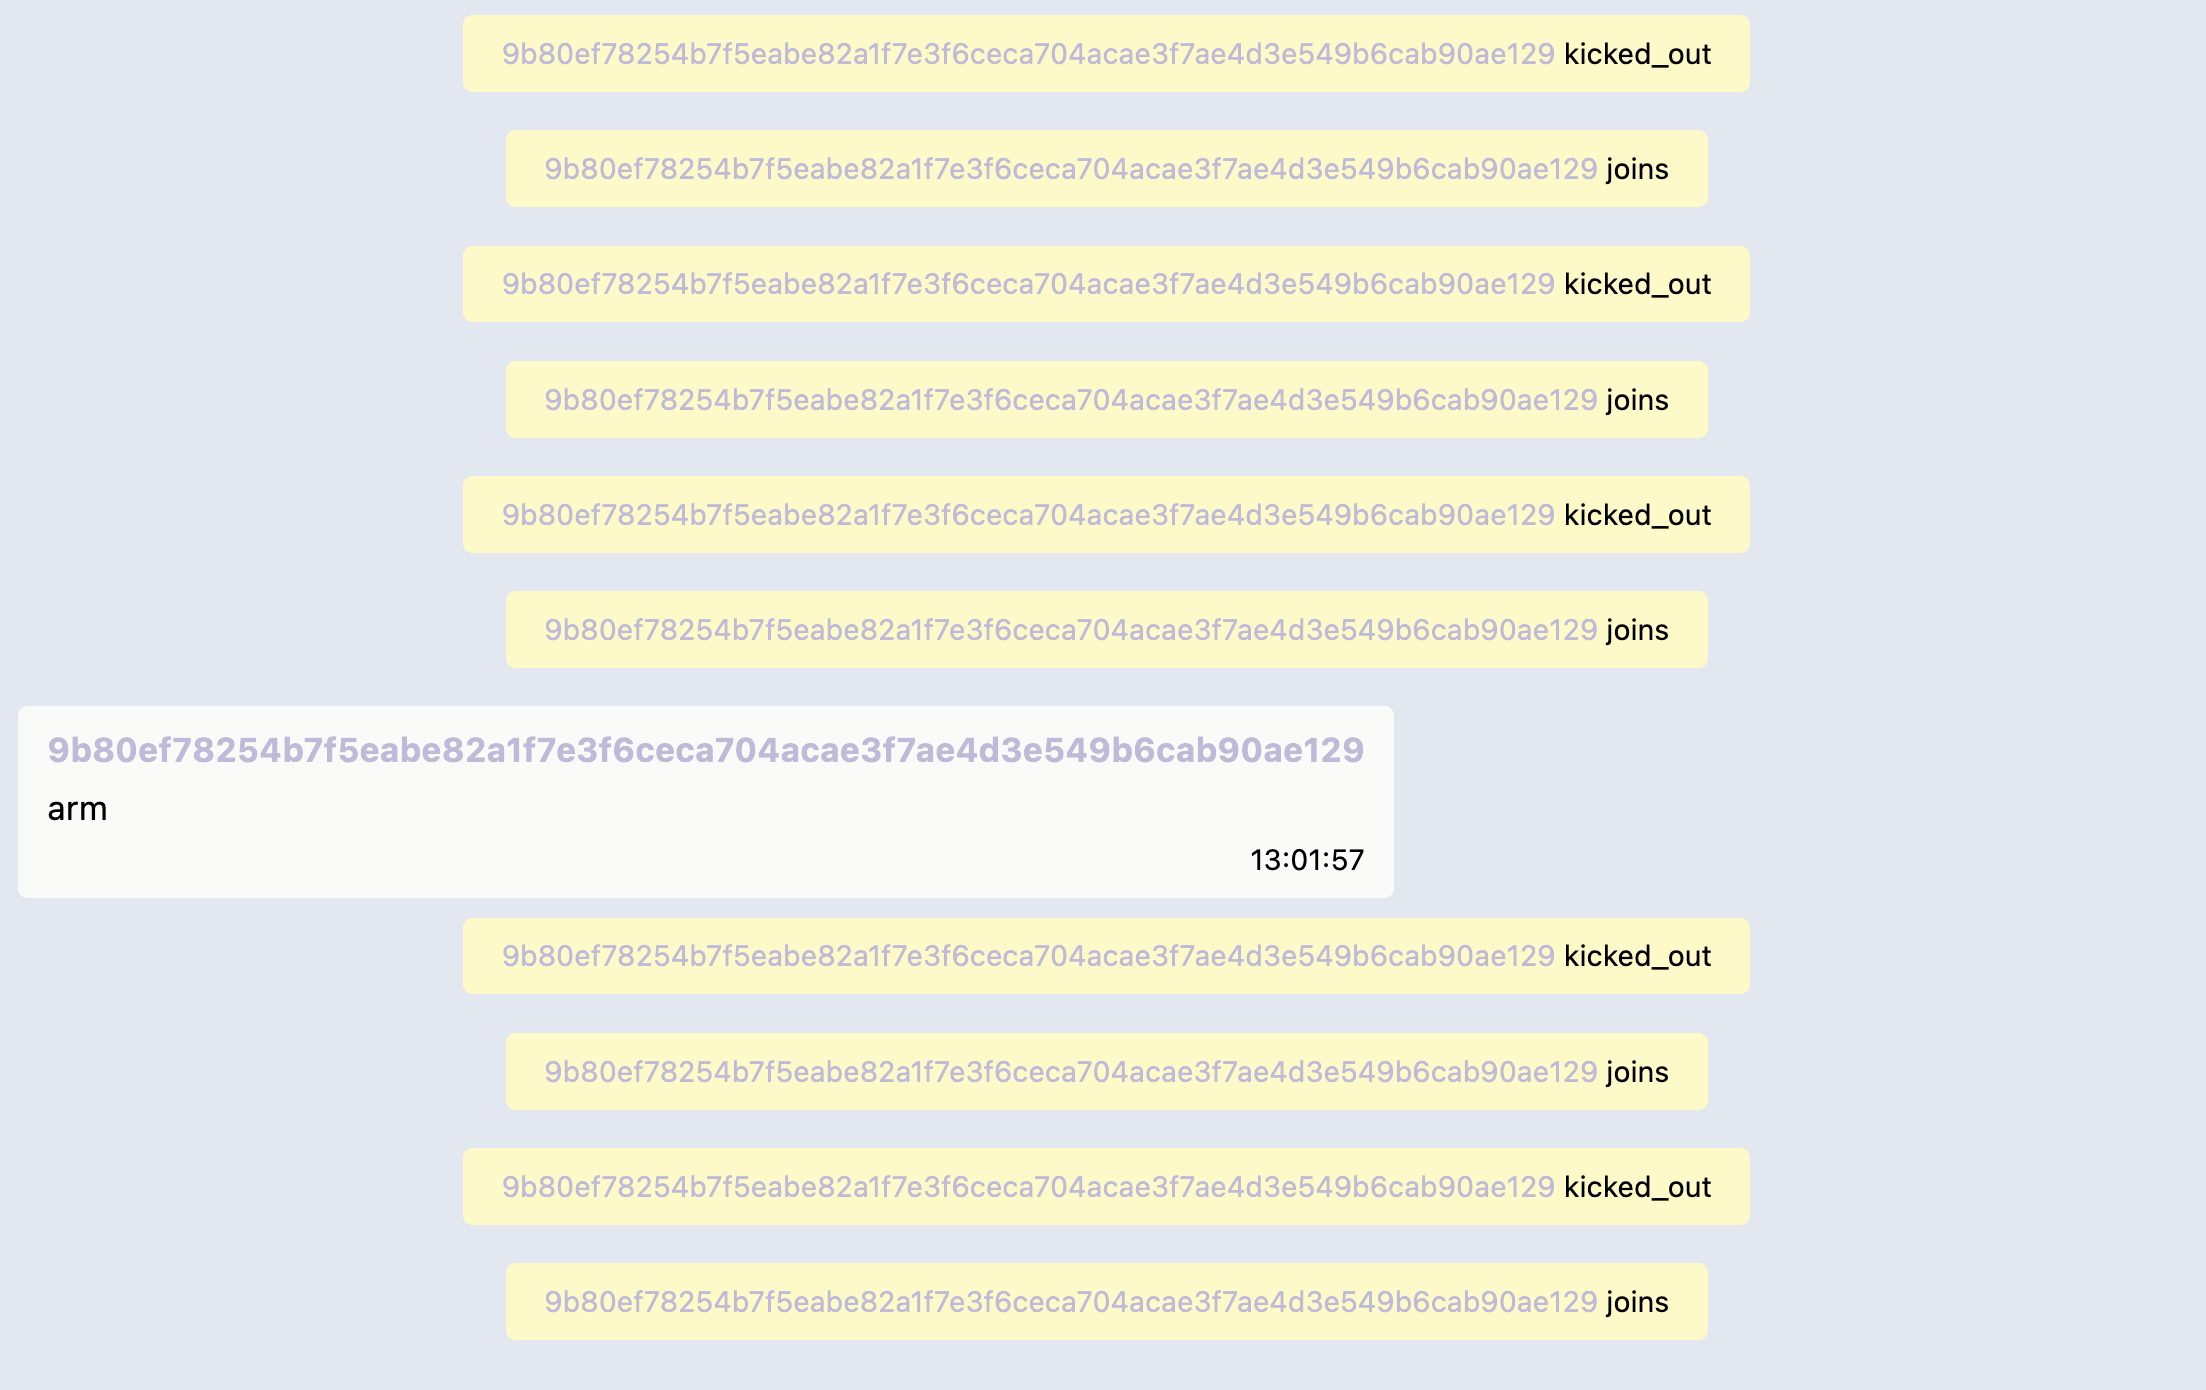 9b80ef78254b7f5eabe82a1f7e3f6ceca704acae3f7ae4d3e549b6cab90ae129 kicked_out
9b80ef78254b7f5eabe82a1f7e3f6ceca704acae3f7ae4d3e549b6cab90ae129 joins
9b80ef78254b7f5eabe82a1f7e3f6ceca704acae3f7ae4d3e549b6cab90ae129 kicked_out
9b80ef78254b7f5eabe82a1f7e3f6ceca704acae3f7ae4d3e549b6cab90ae129 joins
9b80ef78254b7f5eabe82a1f7e3f6ceca704acae3f7ae4d3e549b6cab90ae129 kicked_out
9b80ef78254b7f5eabe82a1f7e3f6ceca704acae3f7ae4d3e549b6cab90ae129 joins
9b80ef78254b7f5eabe82a1f7e3f6ceca704acae3f7ae4d3e549b6cab90ae129
arm
13:01:57
9b80ef78254b7f5eabe82a1f7e3f6ceca704acae3f7ae4d3e549b6cab90ae129 kicked_out
9b80ef78254b7f5eabe82a1f7e3f6ceca704acae3f7ae4d3e549b6cab90ae129 joins
9b80ef78254b7f5eabe82a1f7e3f6ceca704acae3f7ae4d3e549b6cab90ae129 kicked_out
9b80ef78254b7f5eabe82a1f7e3f6ceca704acae3f7ae4d3e549b6cab90ae129 joins